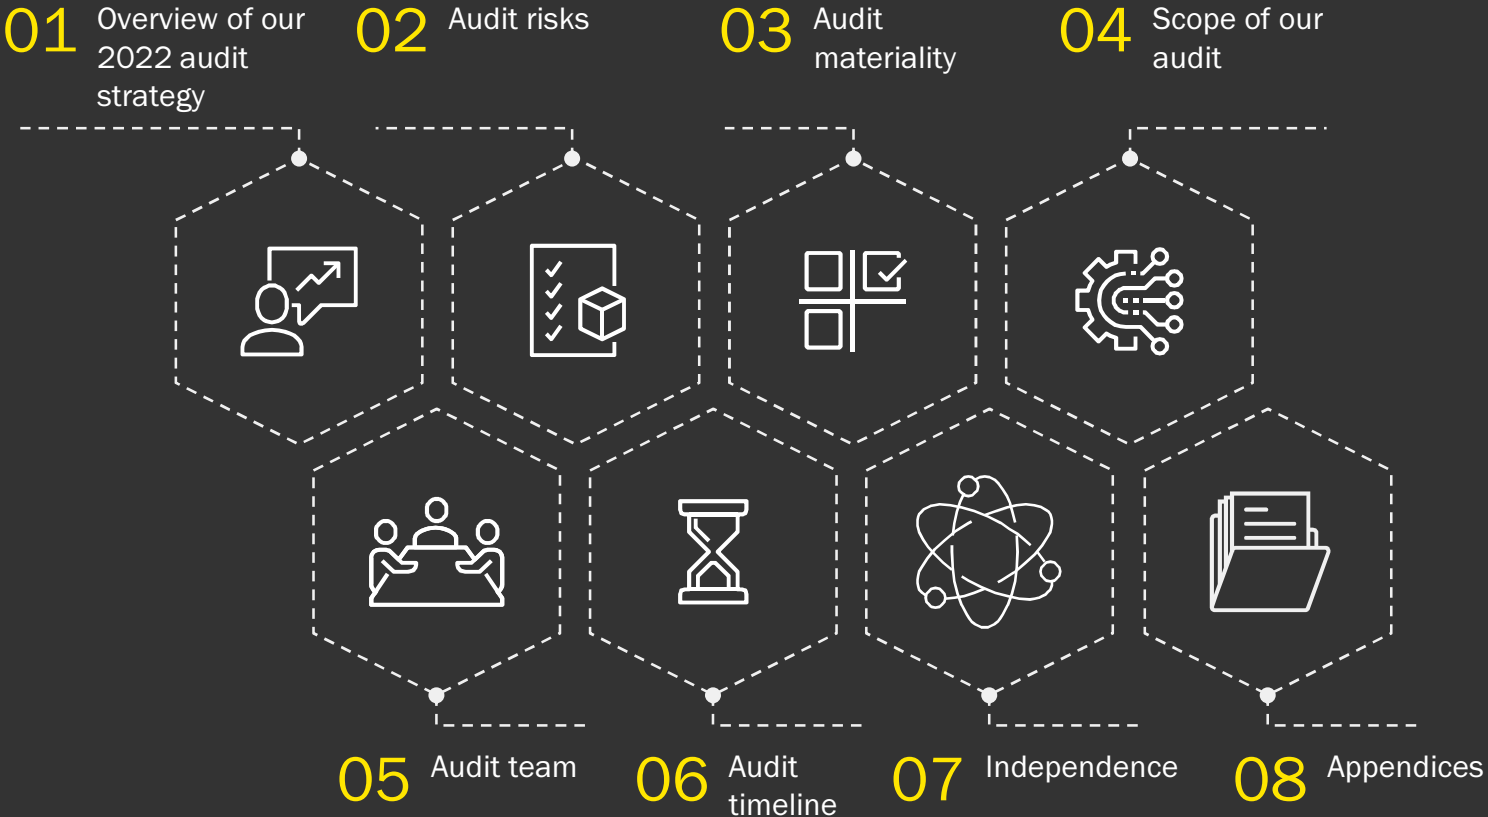 01
Overview of our
2022 audit
strategy
02
Audit risks
03
Audit
materiality
04
Scope of our
audit
05
Audit team
06
Audit
timeline
07
Independence
08
Appendices